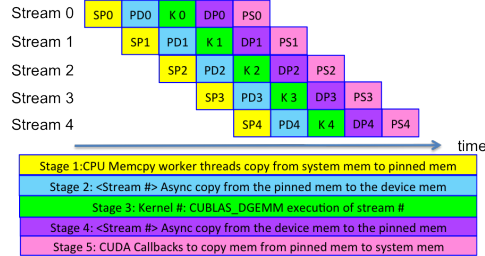 Stream 0 SP0 PD0 K 0 DP0 PS0
Stream 1 SP1 PD1 K 1 DP1 PS1
Stream 2 SP2 PD2 K 2 DP2 PS2
Stream 3 SP3 PD3 K 3 DP3 PS3
Stream 4 SP4 PD4 K 4 DP4 PS4
time
Stage 1:CPU Memcpy worker threads copy from system mem to pinned mem
Stage 2: <Stream #> Async copy from the pinned mem to the device mem
Stage 3: Kernel #: CUBLAS_DGEMM execution of stream #
Stage 4: <Stream #> Async copy from the device mem to the pinned mem
Stage 5: CUDA Callbacks to copy mem from pinned mem to system mem